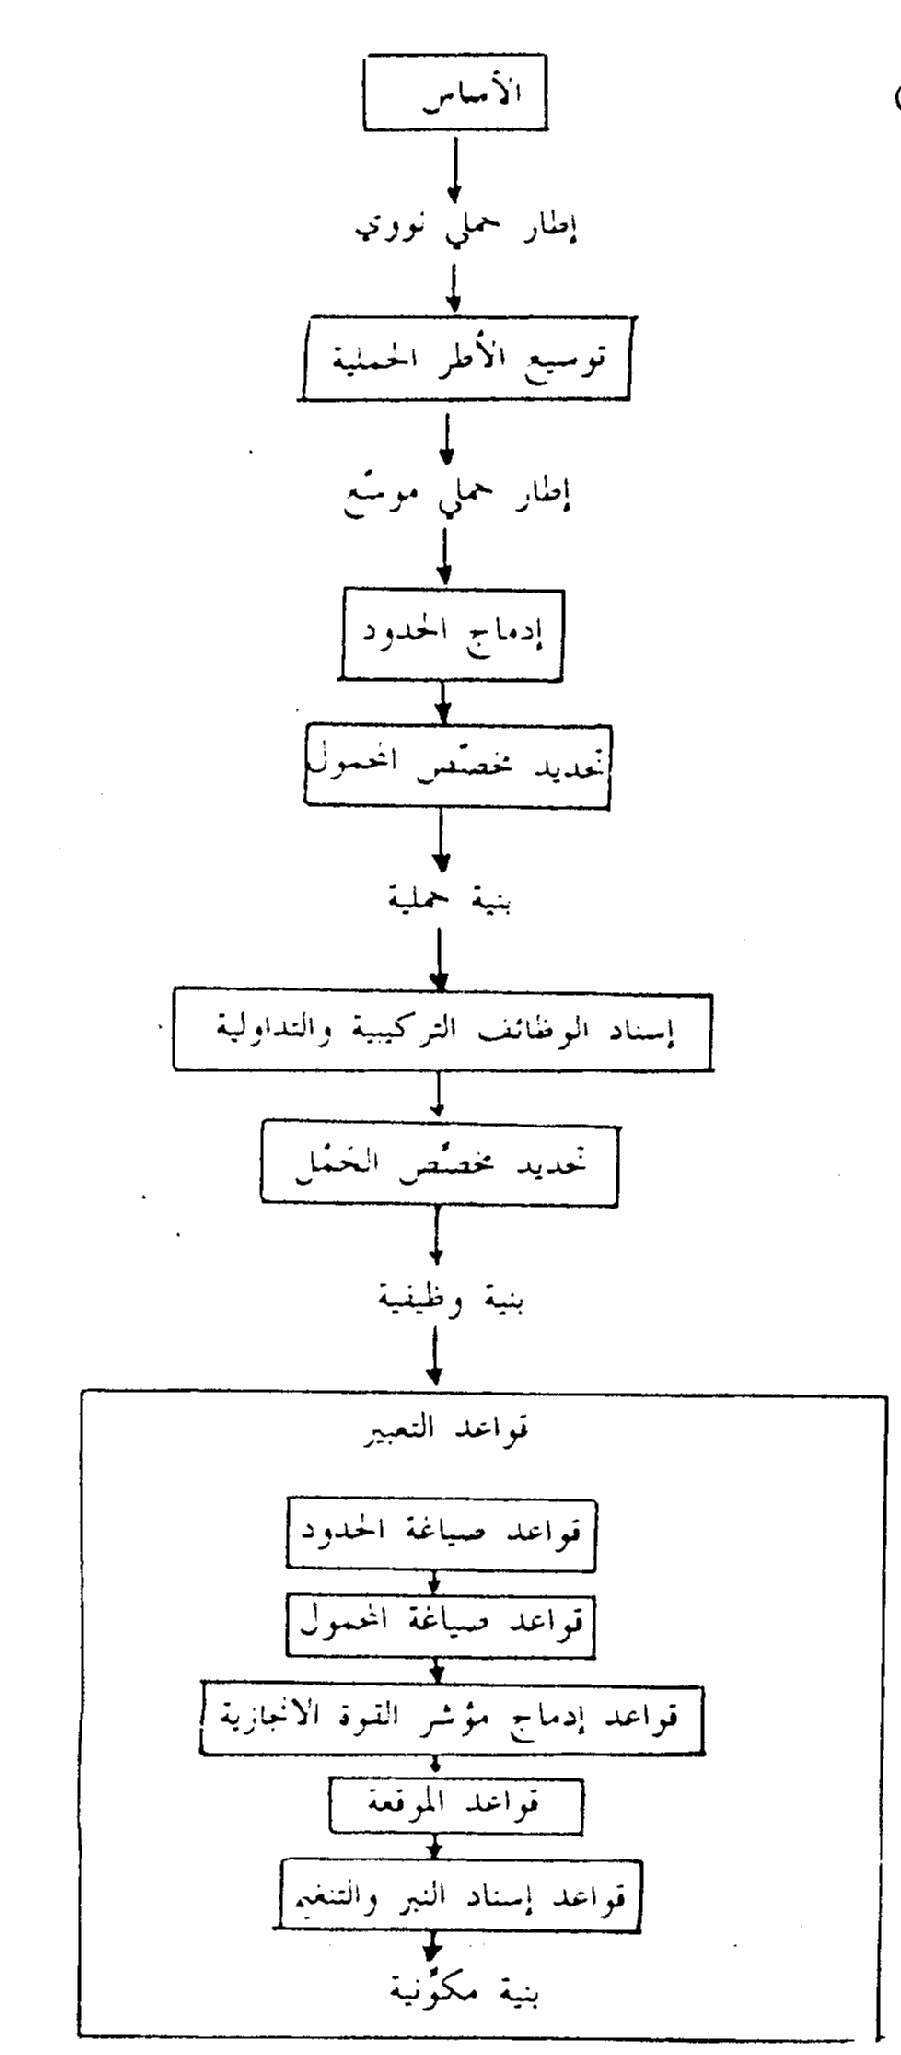 الأساس
إطار حملي نووي
توسيع الأطر الحملية
إطار حملي موسّع
إدماج الحدود
تحديد مخصّص المحمول
بنية حملية
إسناد الوظائف التركيبية والتداولية
تحديد مخصّص الحَمْل
بنية وظيفية
قواعد التعبير
قواعد صياغة الحدود
قواعد صياغة المحمول
قواعد إدماج مؤشر القوة الانجازية
قواعد الموقعة
قواعد إسناد النبر والتنغيم
بنية مكوّنية